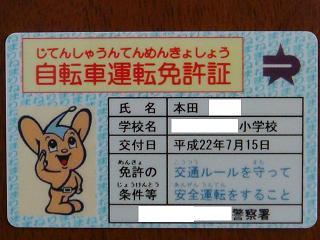 じてんしゃうんてんめんきょしょう
自転車運転免許証
氏名 本田
学校名 小学校
交付日 平成22年7月15日
めんきょ こうつう まも
免許の 交通ルールを守って
じょうけんとう あんぜんうんてん
条件等 安全運転をすること
警察署